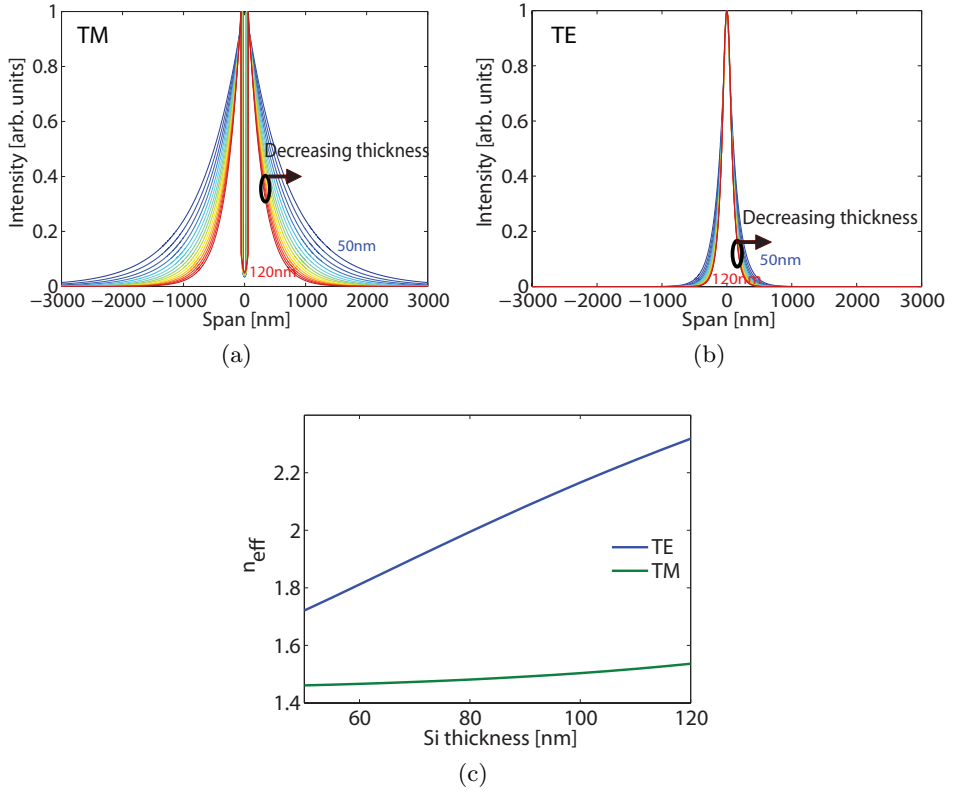 TM
Intensity [arb. units]
1
0.8
0.6
0.4
0.2
0
Decreasing thickness
50nm
120nm
−3000 −2000 −1000 0 1000 2000 3000
Span [nm]
(a)
TE
Intensity [arb. units]
1
0.8
0.6
0.4
0.2
0
Decreasing thickness
50nm
120nm
−3000 −2000 −1000 0 1000 2000 3000
Span [nm]
(b)
n_eff
2.2
2
1.8
1.6
1.4
TE
TM
60 80 100 120
Si thickness [nm]
(c)